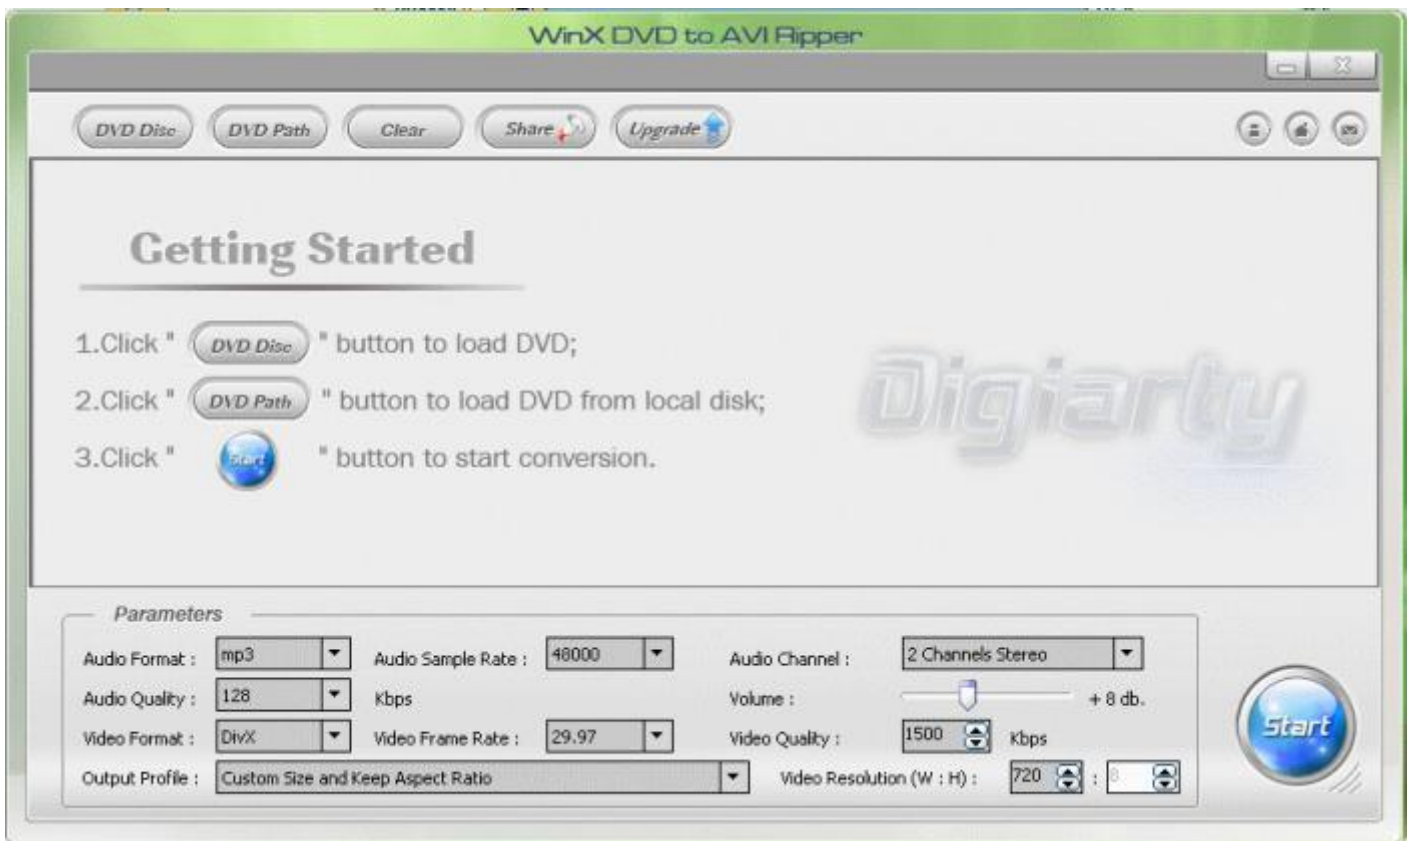 WinX DVD to AVI Ripper
DVD Disc DVD Path Clear Share Upgrade
Getting Started
1.Click " DVD Disc " button to load DVD;
2.Click " DVD Path " button to load DVD from local disk;
3.Click " Start " button to start conversion.
Digiarty
Parameters
Audio Format : mp3 Audio Sample Rate : 48000 Audio Channel : 2 Channels Stereo
Audio Quality : 128 Kbps Volume : + 8 db.
Video Format : DivX Video Frame Rate : 29.97 Video Quality : 1500 Kbps
Output Profile : Custom Size and Keep Aspect Ratio Video Resolution (W : H) : 720 : 8
Start